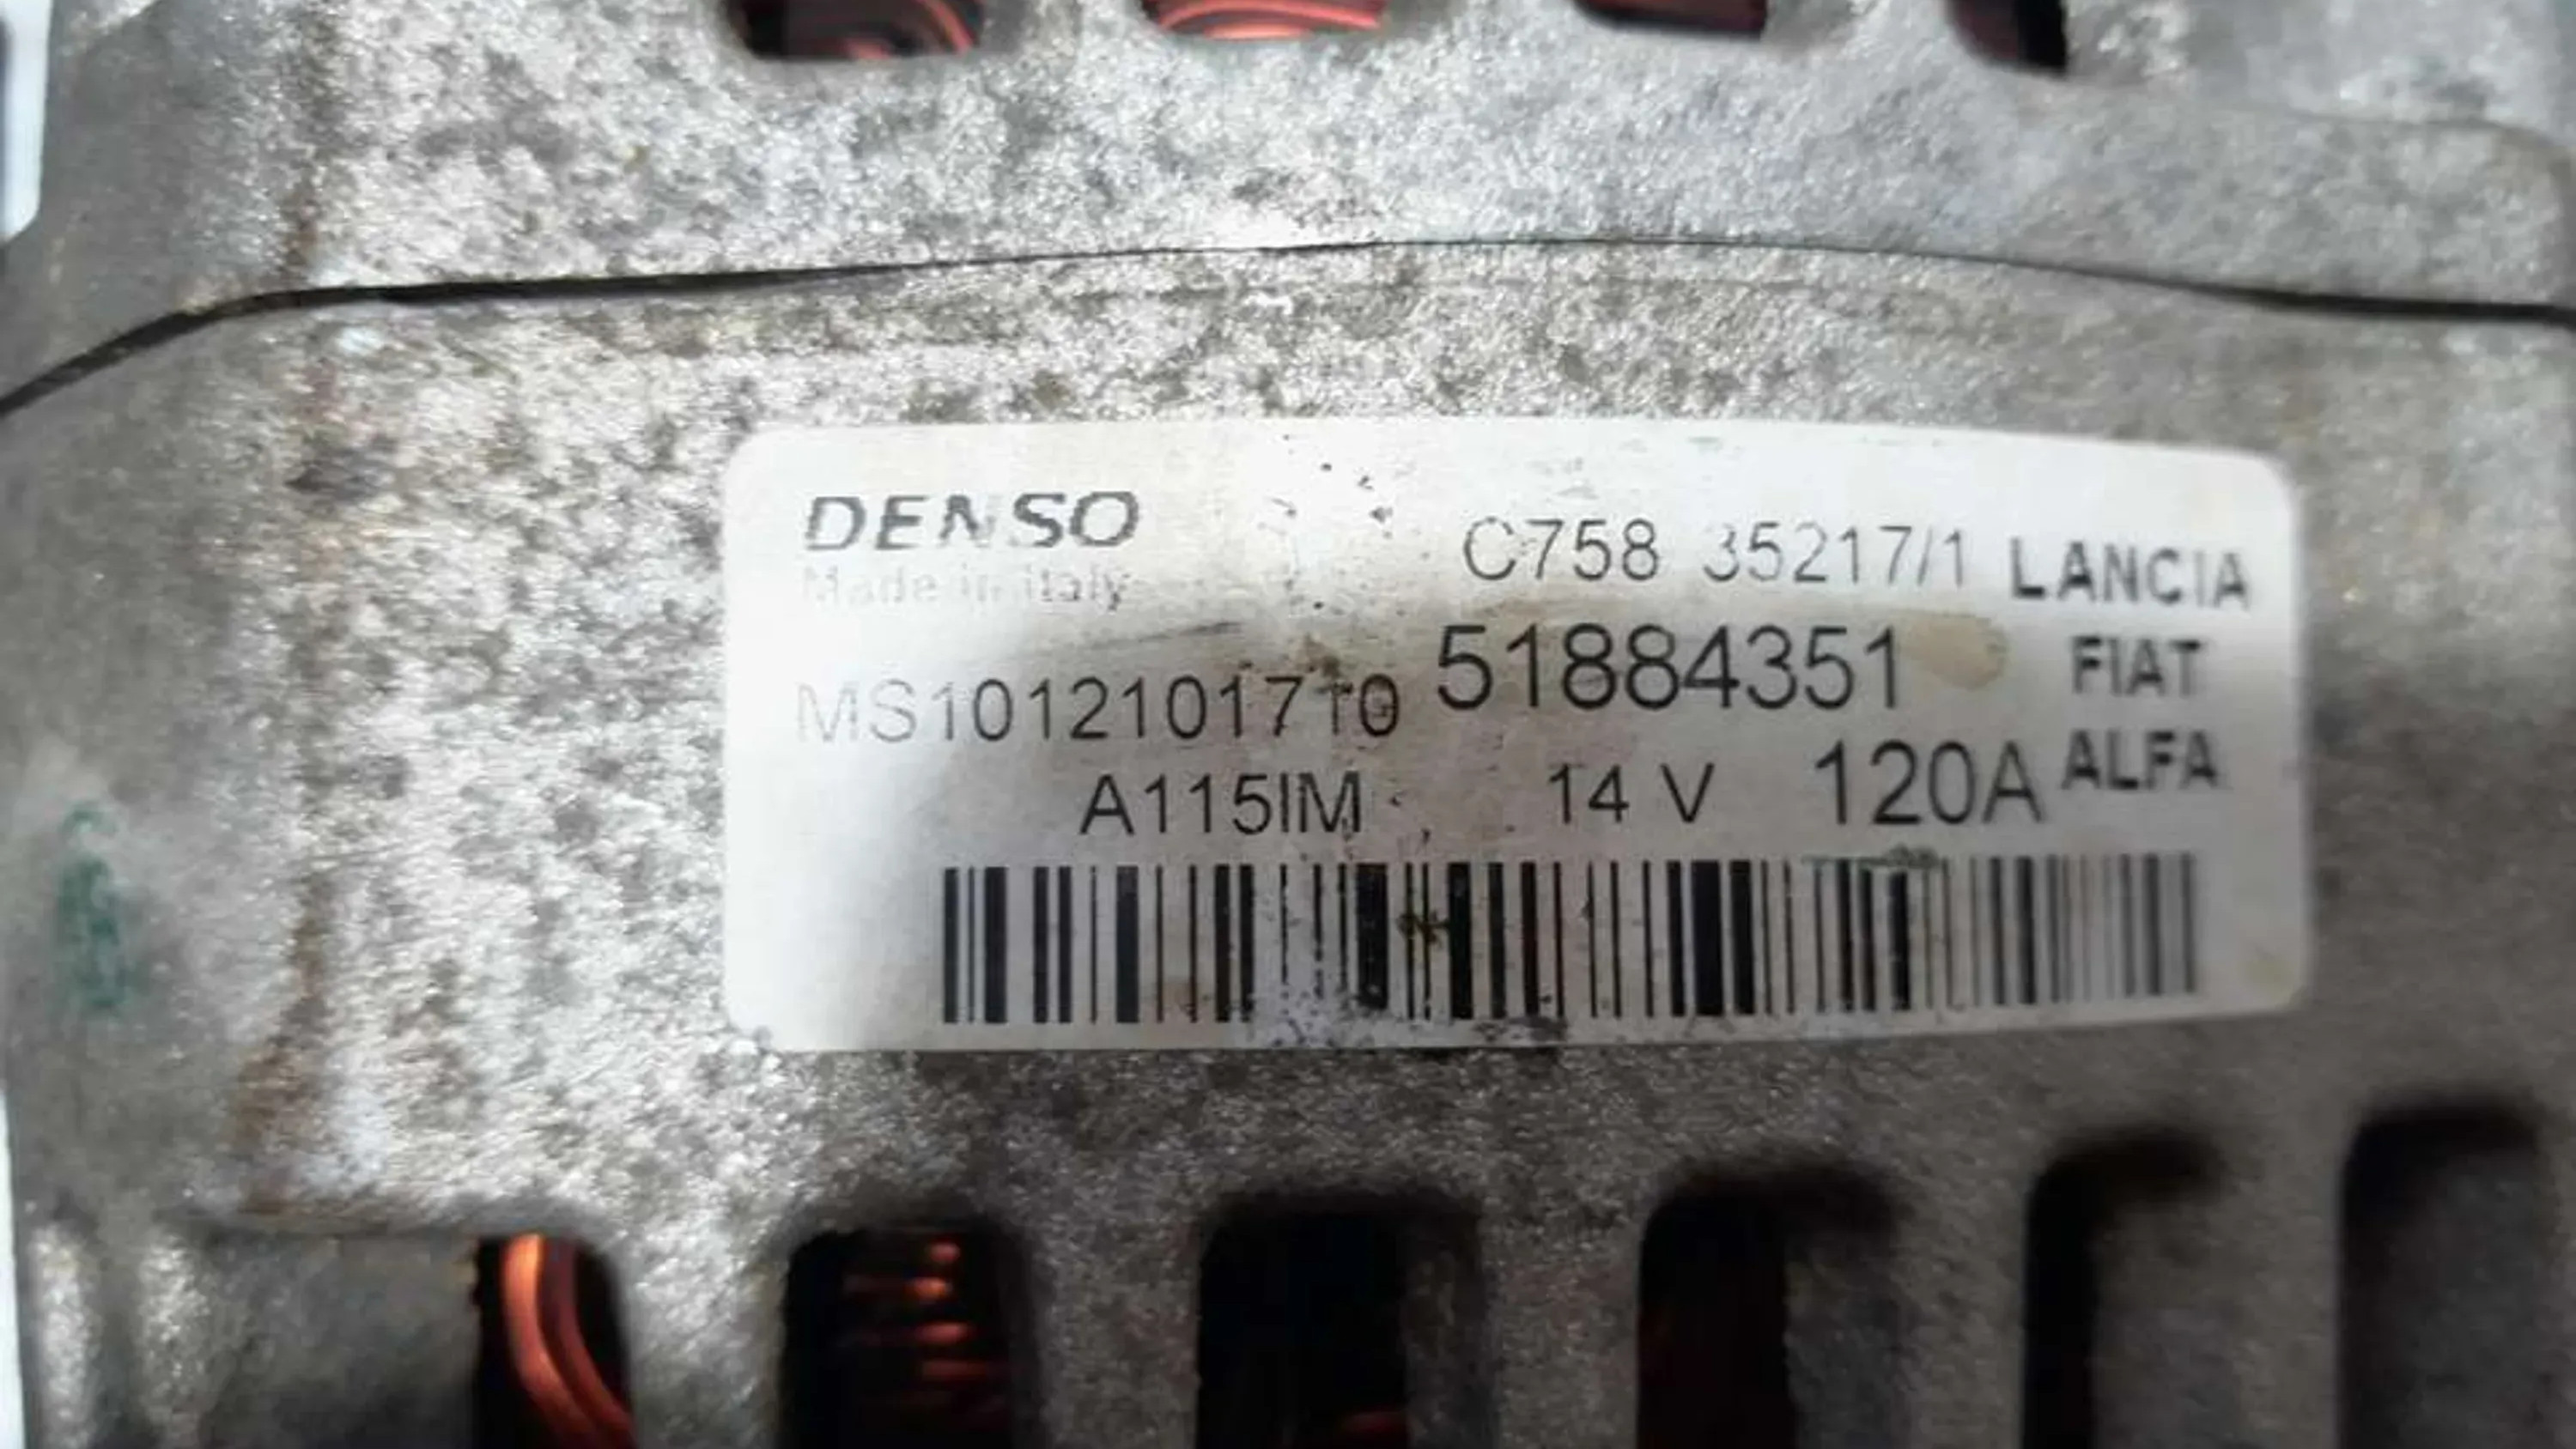 DENSO
Made in Italy
C758 35217/1 LANCIA
51884351 FIAT
MS1012101710
A115IM 14 V 120A ALFA